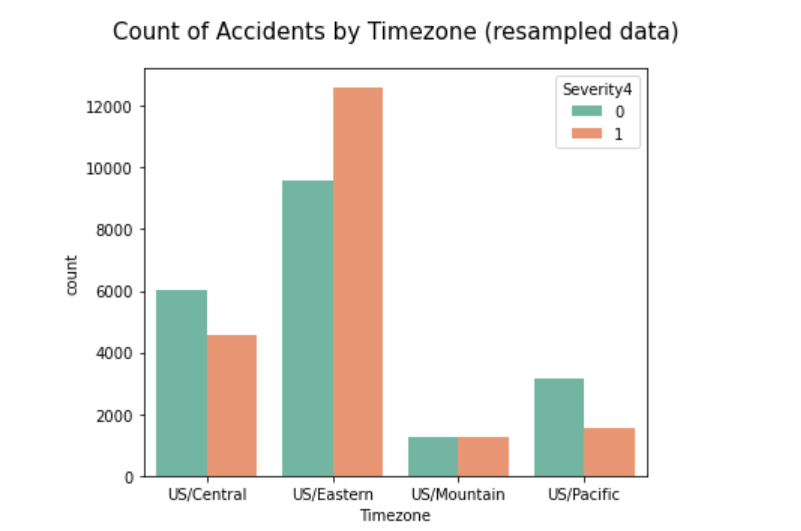 Count of Accidents by Timezone (resampled data)
Severity4
0
1
12000
10000
8000
6000
4000
2000
0
count
US/Central
US/Eastern
US/Mountain
US/Pacific
Timezone